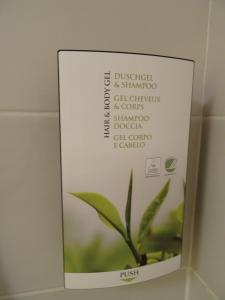 HAIR & BODY GEL
DUSCHGEL
& SHAMPOO
GEL CHEVEUX
& CORPS
SHAMPOO
DOCCIA
GEL CORPO
E CABELO
PUSH